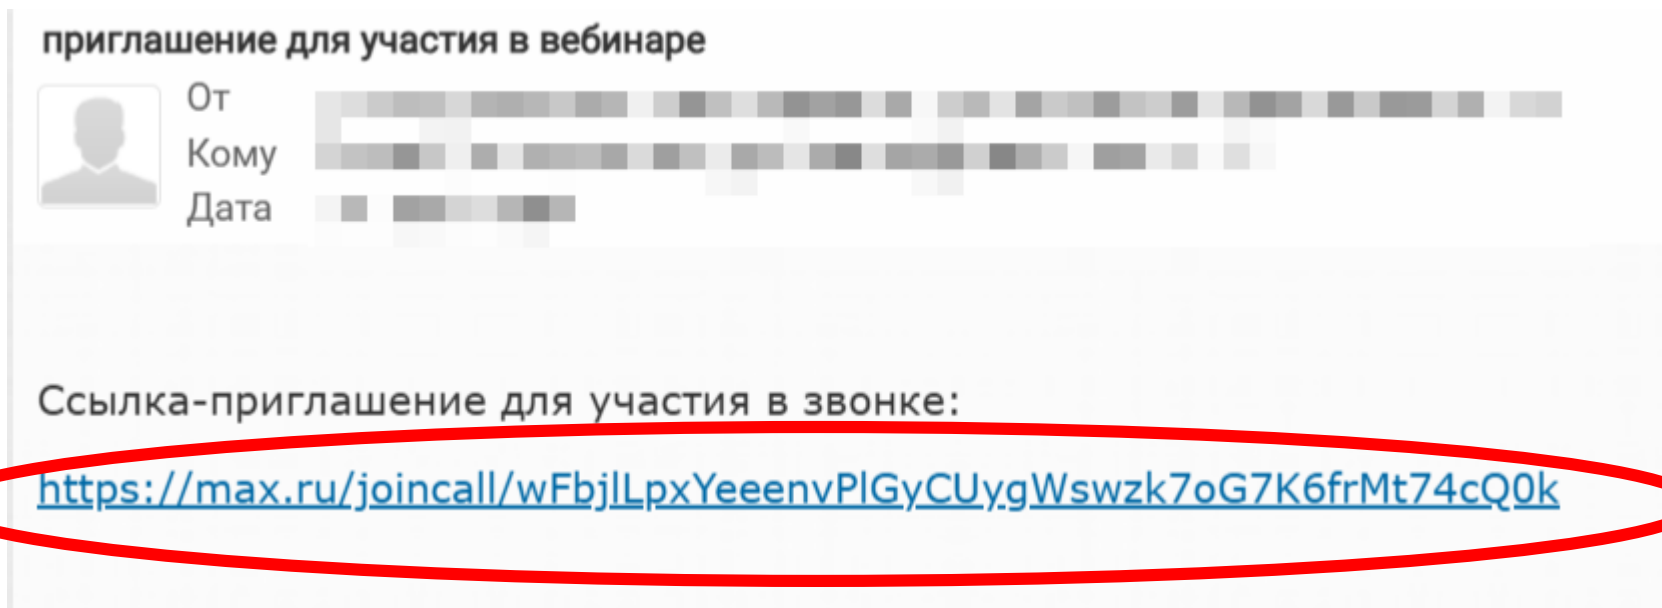 приглашение для участия в вебинаре
От
Кому
Дата
Ссылка-приглашение для участия в звонке:
https://max.ru/joincall/wFbjlLpxYeeenvPlGyCUygWswzk7oG7K6frMt74cQ0k